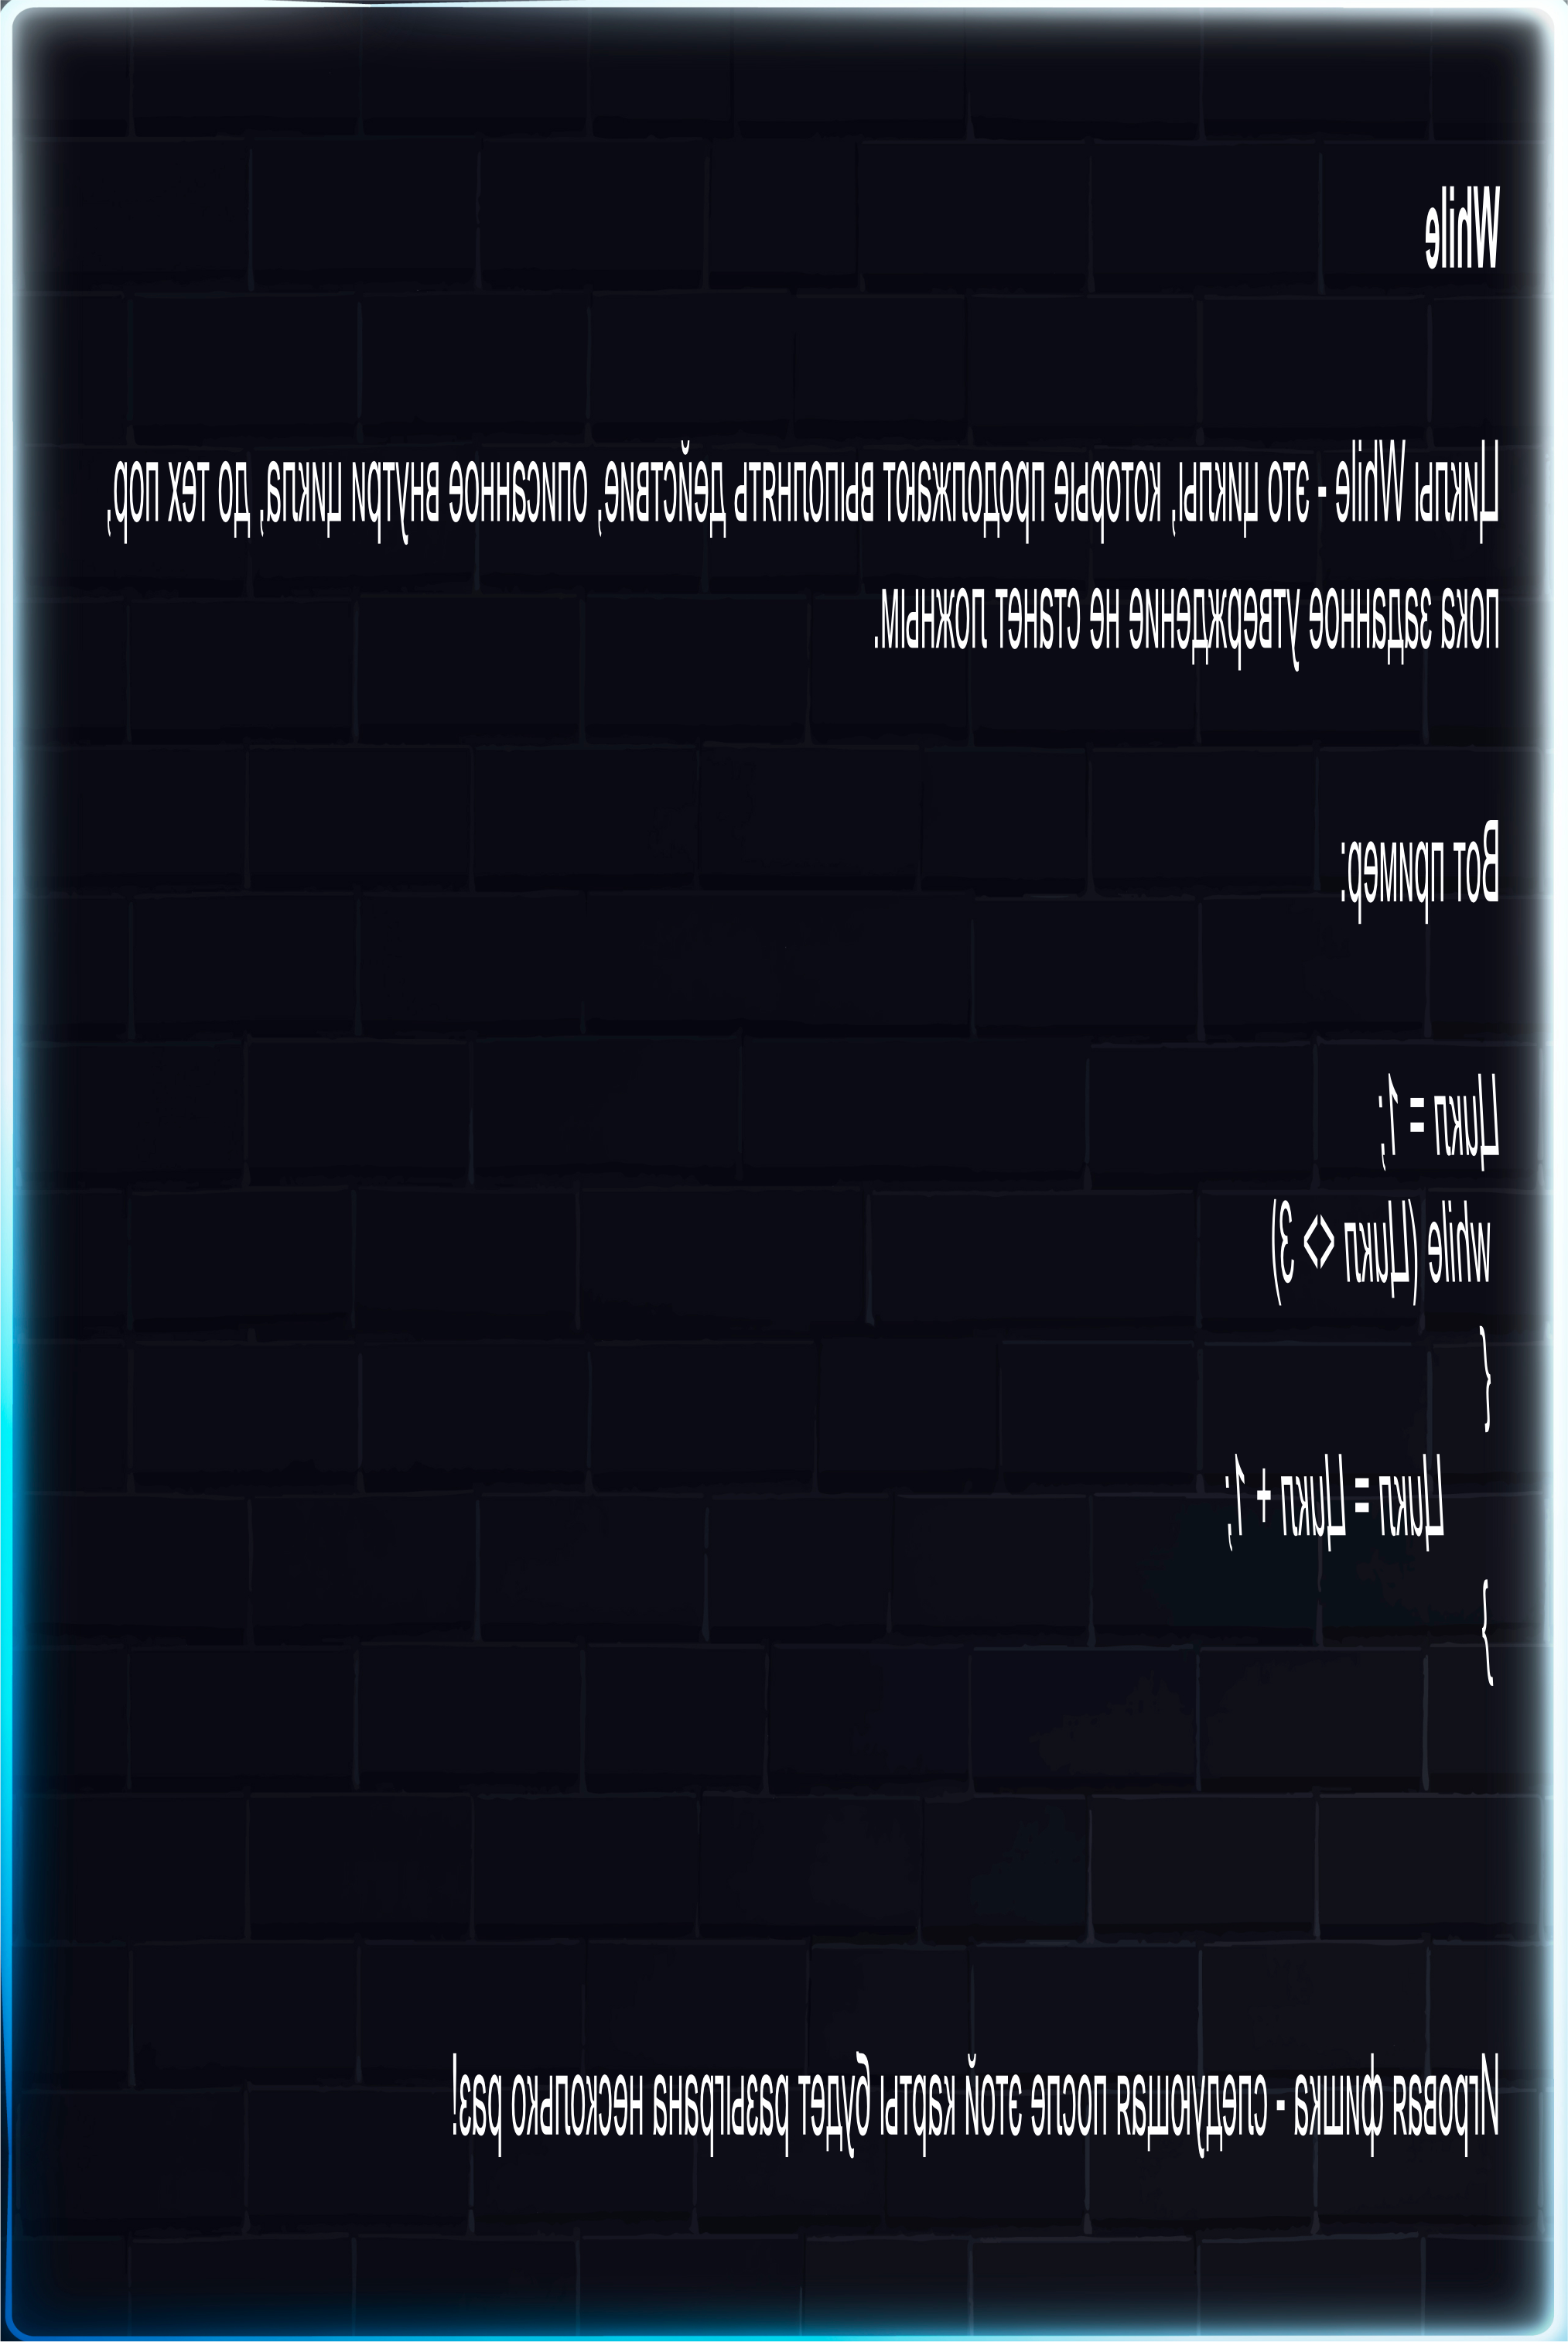 While
Циклы While - это циклы, которые продолжают выполнять действие, описанное внутри цикла, до тех пор,
пока заданное утверждение не станет ложным.
Вот пример:
Цикл = 1;
while (Цикл <> 3)
{
Цикл = Цикл + 1;
}
Игровая фишка - следующая после этой карты будет разыграна несколько раз!